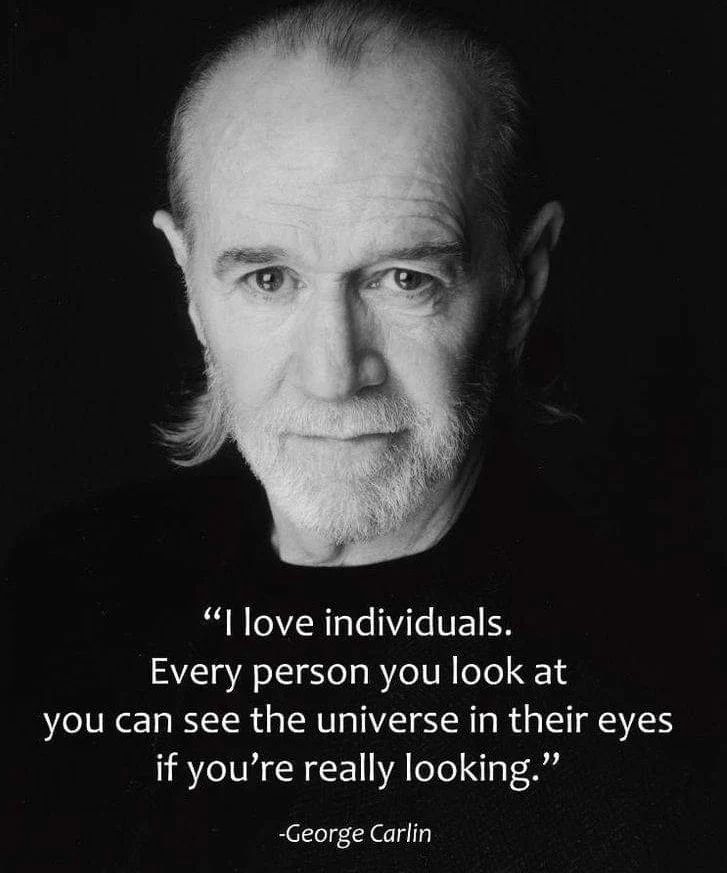 “I love individuals.
Every person you look at
you can see the universe in their eyes
if you’re really looking.”
-George Carlin